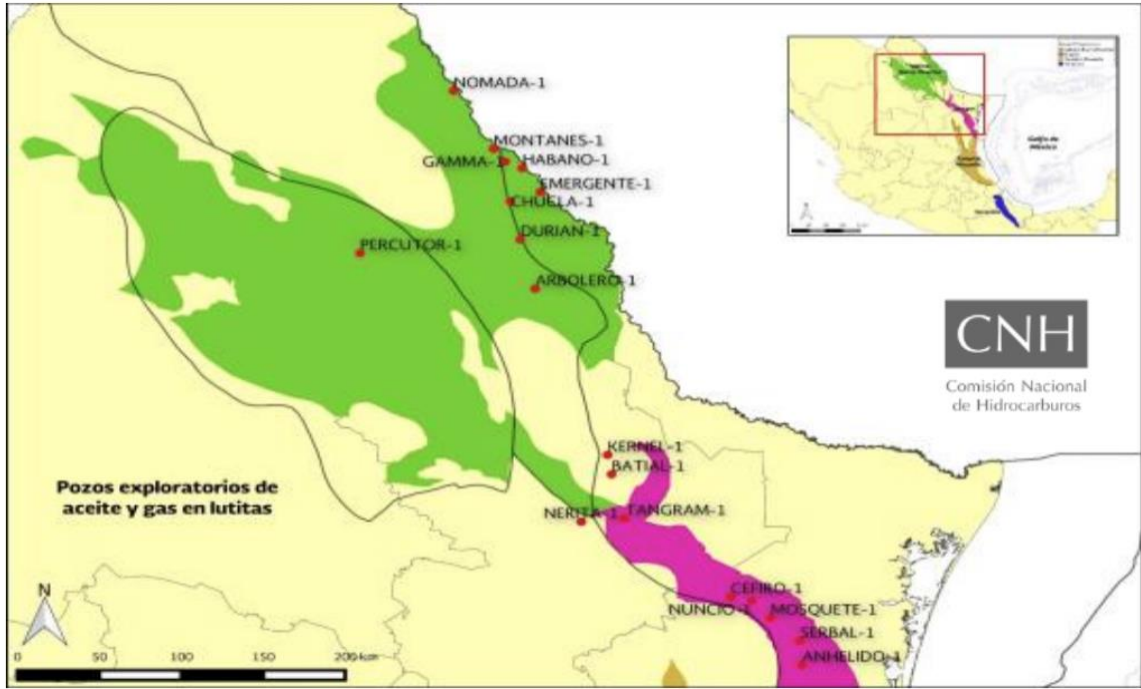 NOMADA-1
MONTANES-1
GAMMA-1
HABANO-1
EMERGENTE-1
CHUELA-1
DURIAN-1
PERCUTOR-1
ARBOLERO-1
Golfo de
México
CNH
Comisión Nacional
de Hidrocarburos
KERNEL-1
BATIAL-1
Pozos exploratorios de
aceite y gas en lutitas
NERITA-1
TANGRAM-1
CEFIRO-1
NUNCIO-1
MOSQUETE-1
SERBAL-1
ANHELIDO-1
N
0 50 100 150 200 km